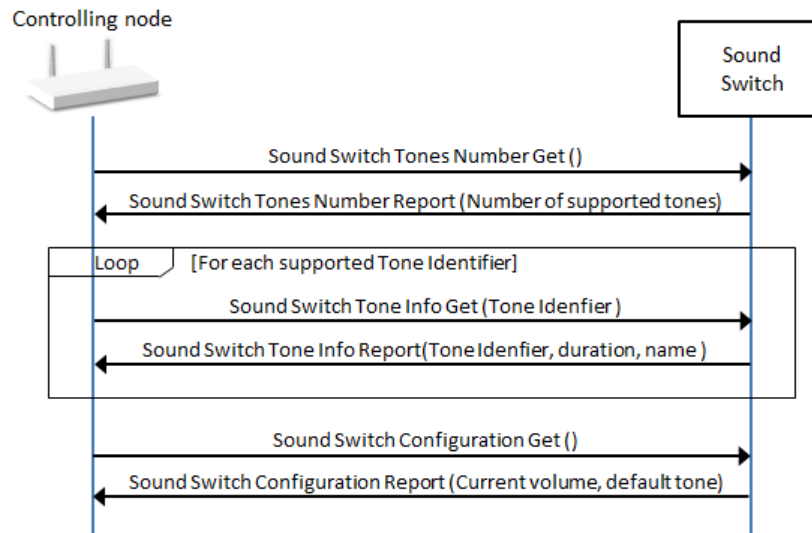 Controlling node
Sound
Switch
Sound Switch Tones Number Get ()
Sound Switch Tones Number Report (Number of supported tones)
Loop [For each supported Tone Identifier]
Sound Switch Tone Info Get (Tone Idenfier )
Sound Switch Tone Info Report(Tone Idenfier, duration, name )
Sound Switch Configuration Get ()
Sound Switch Configuration Report (Current volume, default tone)